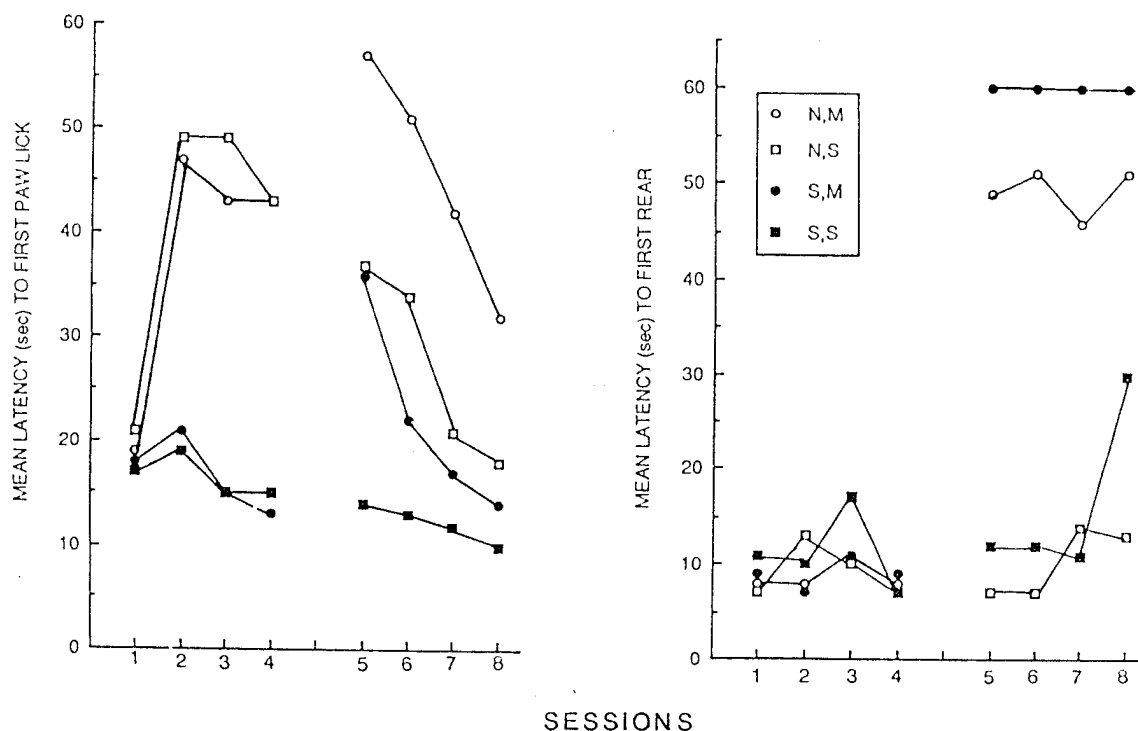 MEAN LATENCY (sec) TO FIRST PAW LICK
60
50
40
30
20
10
0
1 2 3 4 5 6 7 8
MEAN LATENCY (sec) TO FIRST REAR
60
50
40
30
20
10
0
N,M
N,S
S,M
S,S
1 2 3 4 5 6 7 8
SESSIONS